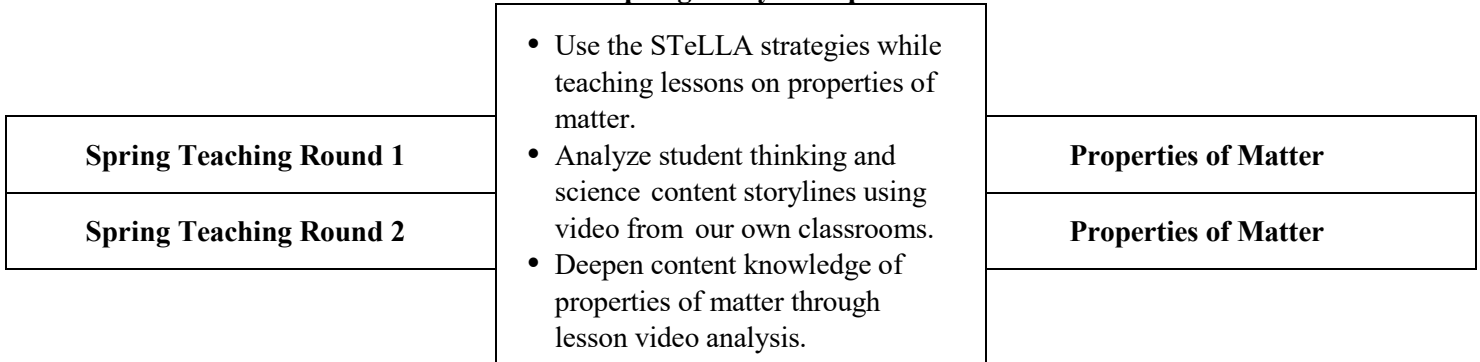 • Use the STeLLA strategies while
teaching lessons on properties of
matter.
Spring Teaching Round 1
Properties of Matter
• Analyze student thinking and
science content storylines using
Spring Teaching Round 2
video from our own classrooms.
Properties of Matter
• Deepen content knowledge of
properties of matter through
lesson video analysis.